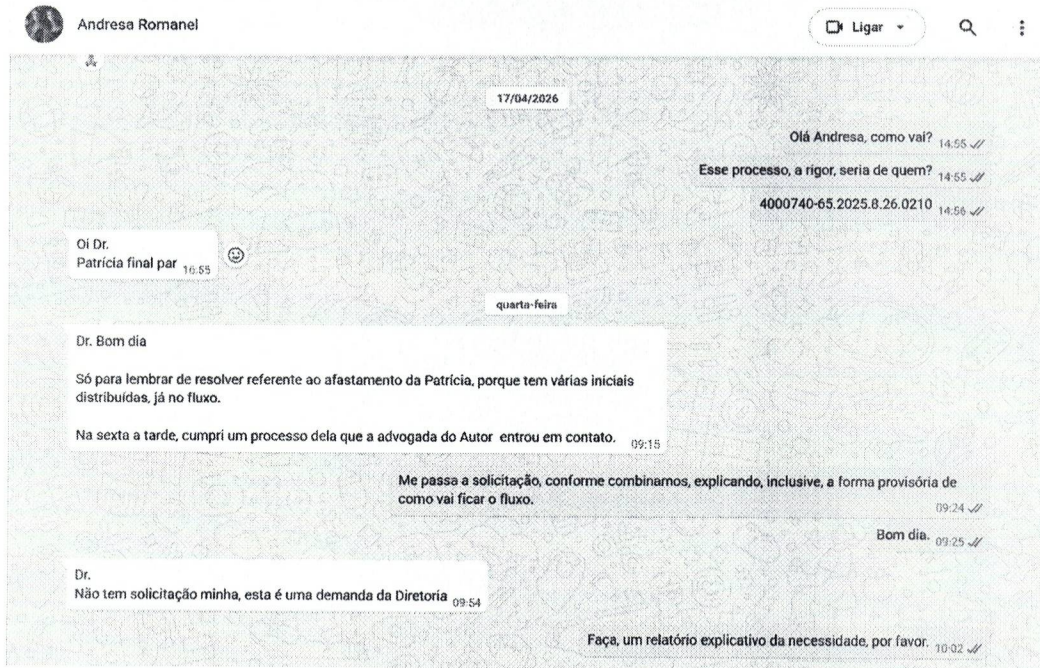 Andresa Romanel
Ligar
17/04/2026
Olá Andresa, como vai? 14:55
Esse processo, a rigor, seria de quem? 14:55
4000740-65.2025.8.26.0210 14:56
Oi Dr.
Patrícia final par 16:55
quarta-feira
Dr. Bom dia
Só para lembrar de resolver referente ao afastamento da Patrícia, porque tem várias iniciais
distribuídas, já no fluxo.
Na sexta a tarde, cumpri um processo dela que a advogada do Autor entrou em contato. 09:15
Me passa a solicitação, conforme combinamos, explicando, inclusive, a forma provisória de
como vai ficar o fluxo.
09:24
Bom dia. 09:25
Dr.
Não tem solicitação minha, esta é uma demanda da Diretoria 09:54
Faça, um relatório explicativo da necessidade, por favor. 10:02